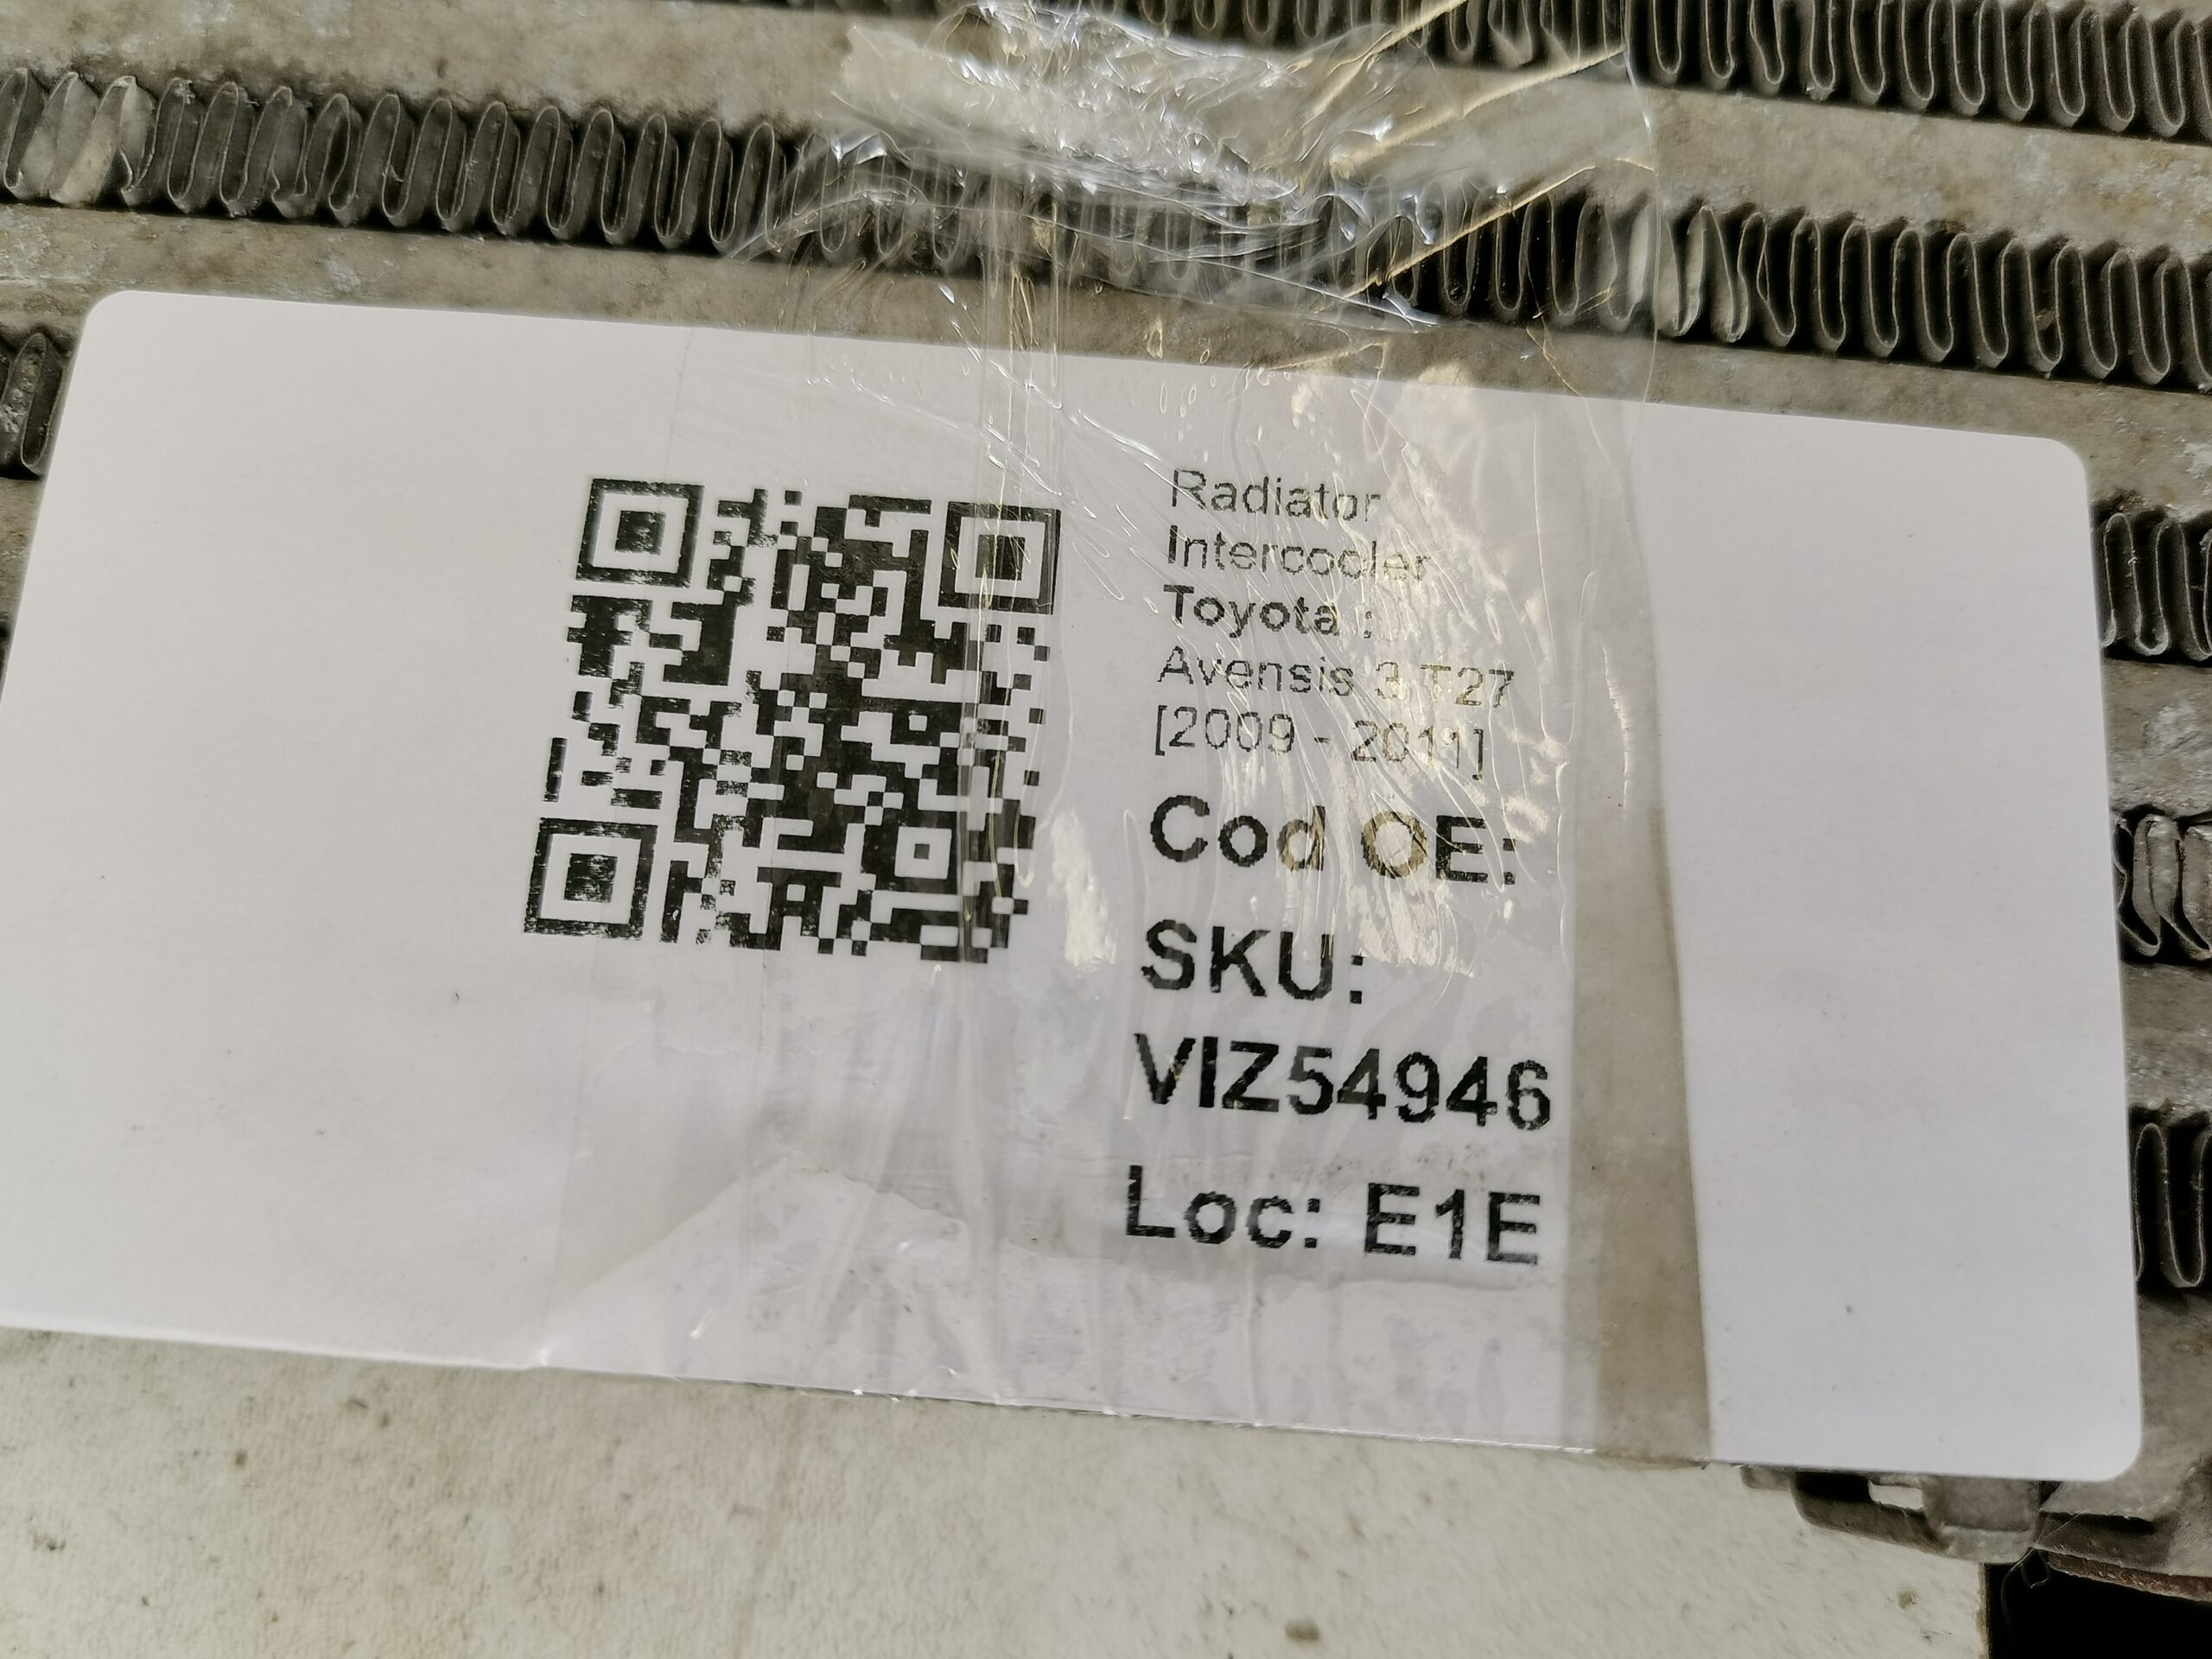 Radiator
Intercooler
Toyota :
Avensis 3 T27
[2009 - 2011]
Cod OE:
SKU:
VIZ54946
Loc: E1E